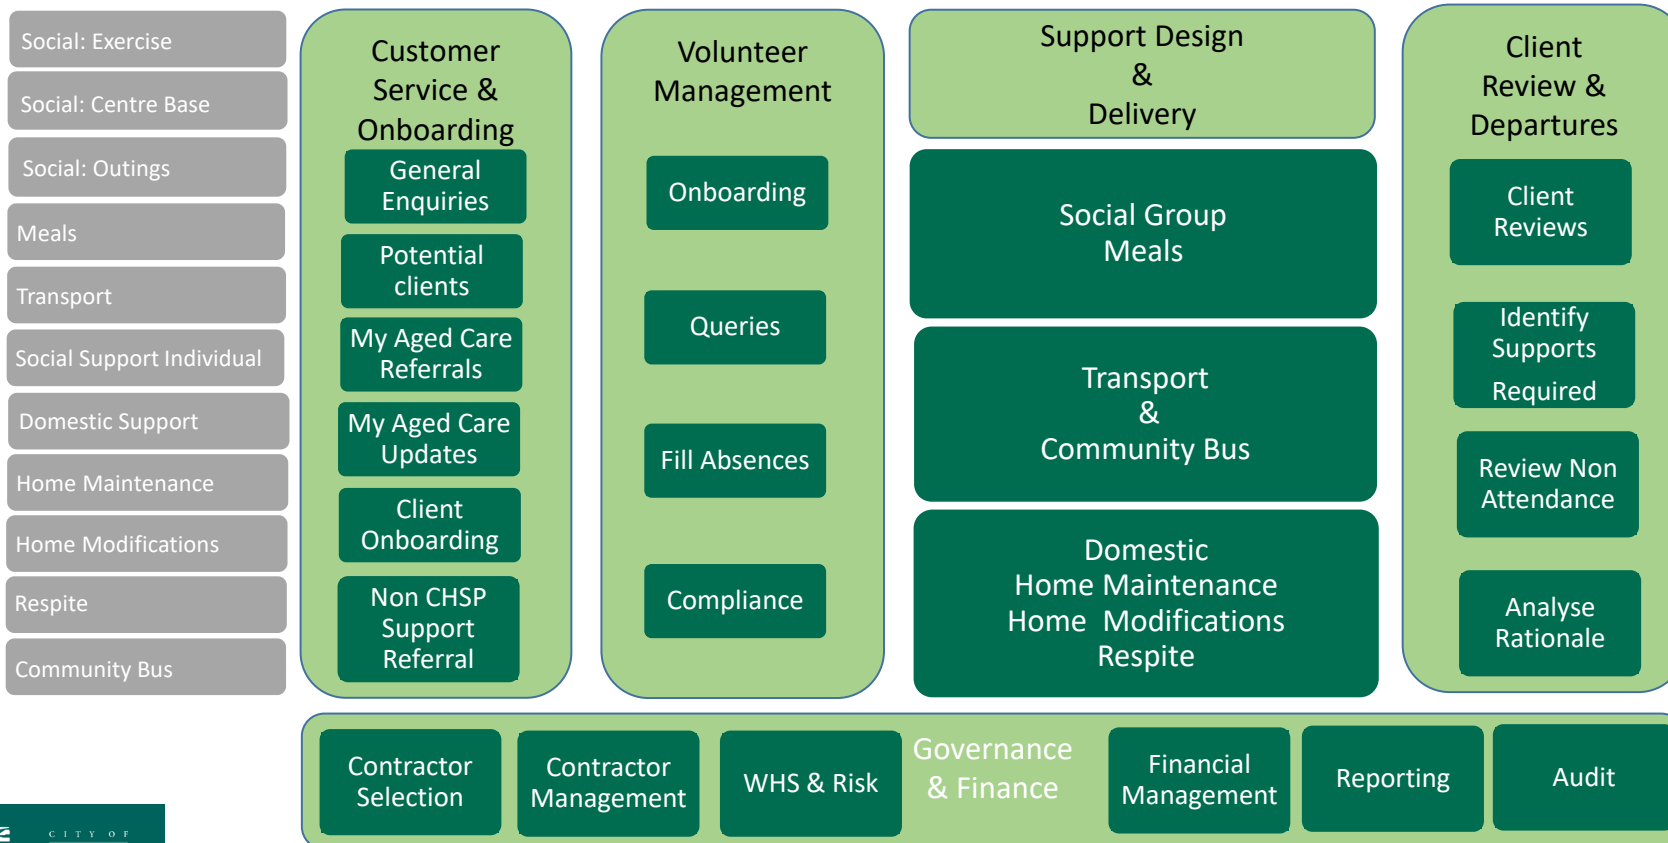 Social: Exercise
Social: Centre Base
Social: Outings
Meals
Transport
Social Support Individual
Domestic Support
Home Maintenance
Home Modifications
Respite
Community Bus
Customer
Service &
Onboarding
General
Enquiries
Potential
clients
My Aged Care
Referrals
My Aged Care
Updates
Client
Onboarding
Non CHSP
Support
Referral
Volunteer
Management
Onboarding
Queries
Fill Absences
Compliance
Support Design
&
Delivery
Social Group
Meals
Transport
&
Community Bus
Domestic
Home Maintenance
Home Modifications
Respite
Client
Review &
Departures
Client
Reviews
Identify
Supports
Required
Review Non
Attendance
Analyse
Rationale
Contractor
Selection
Contractor
Management
WHS & Risk
Governance
& Finance
Financial
Management
Reporting
Audit
CITY OF